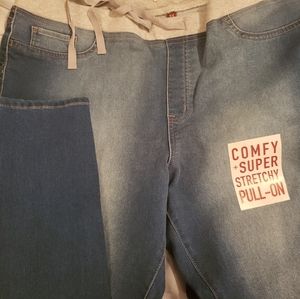 COMFY
+ SUPER
STRETCHY
PULL-ON